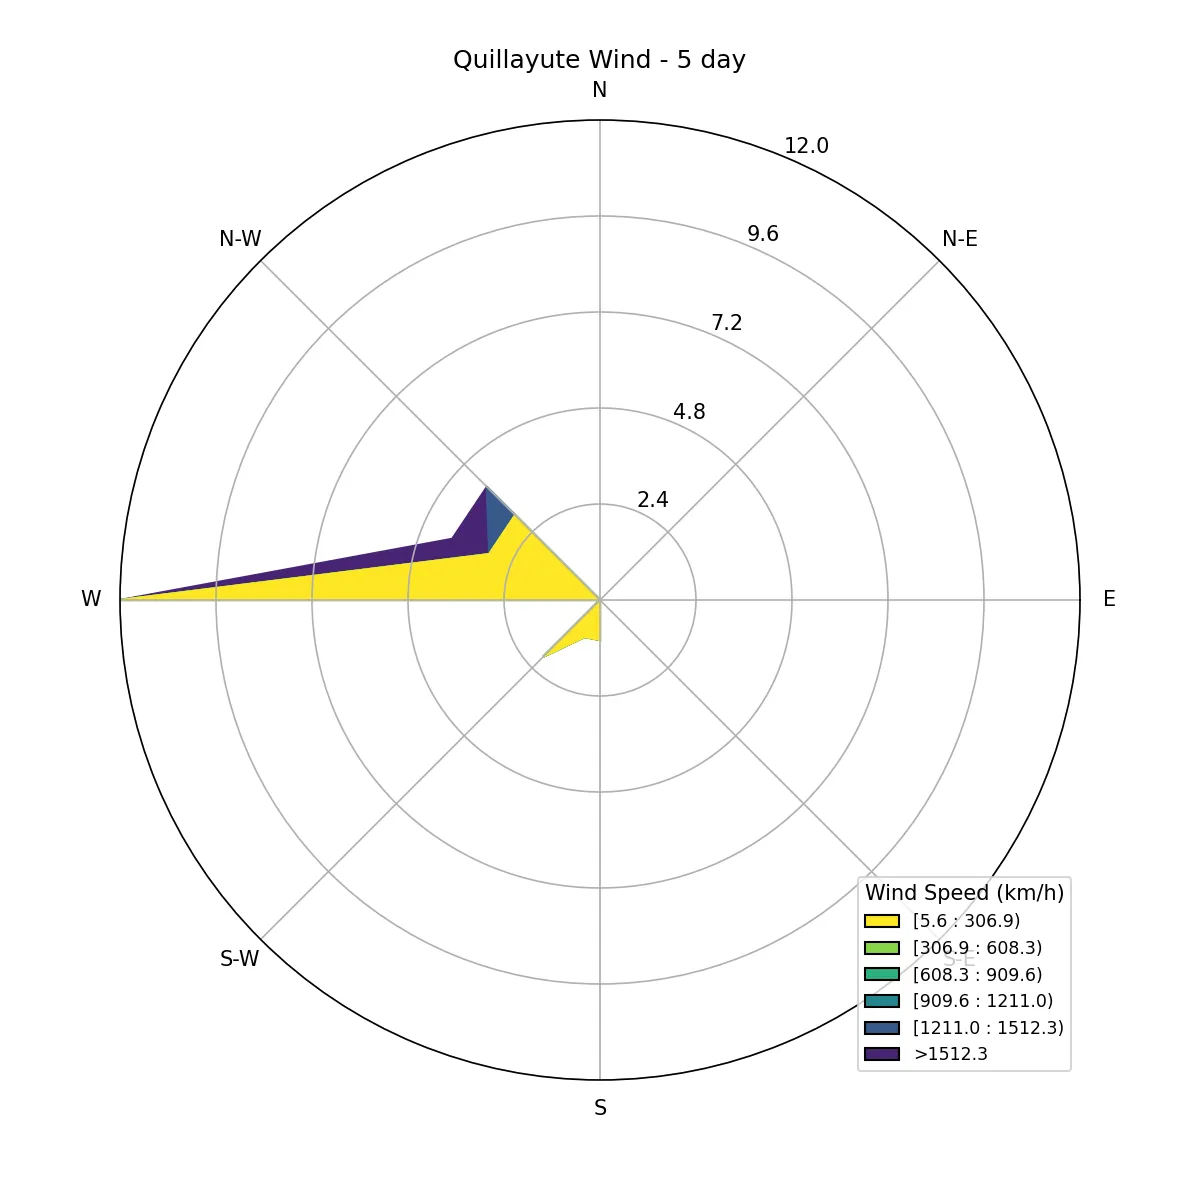 Quillayute Wind - 5 day
N
12.0
N-W
9.6
N-E
7.2
4.8
2.4
W
E
Wind Speed (km/h)
[5.6 : 306.9)
[306.9 : 608.3)
[608.3 : 909.6)
[909.6 : 1211.0)
[1211.0 : 1512.3)
>1512.3
S-W
S-E
S